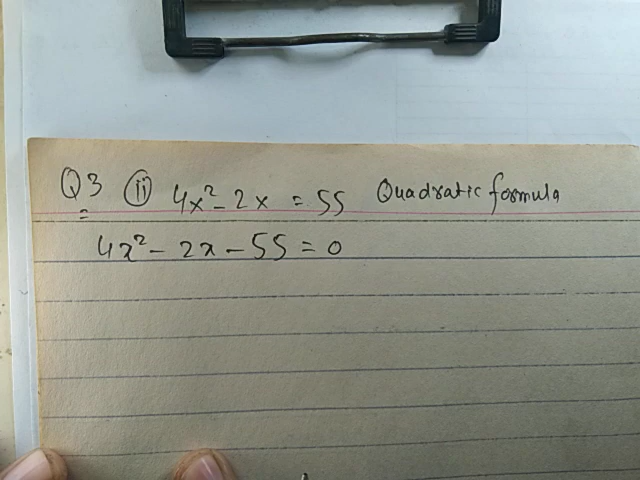 Q3 (ii) 4x² - 2x = 55 Quadratic formula
4x² - 2x - 55 = 0